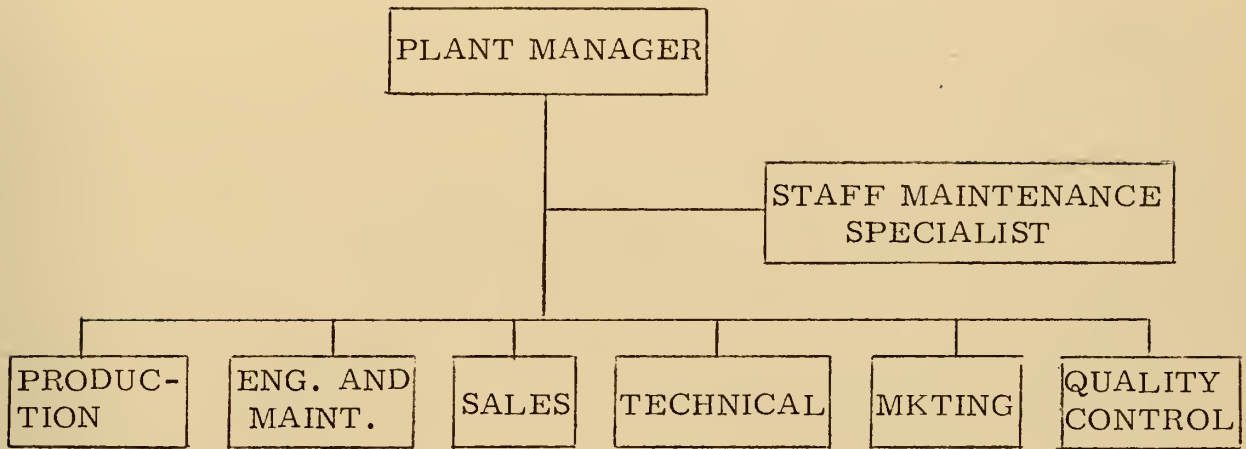 PLANT MANAGER
STAFF MAINTENANCE
SPECIALIST
PRODUC-
TION
ENG. AND
MAINT.
SALES
TECHNICAL
MKTING
QUALITY
CONTROL